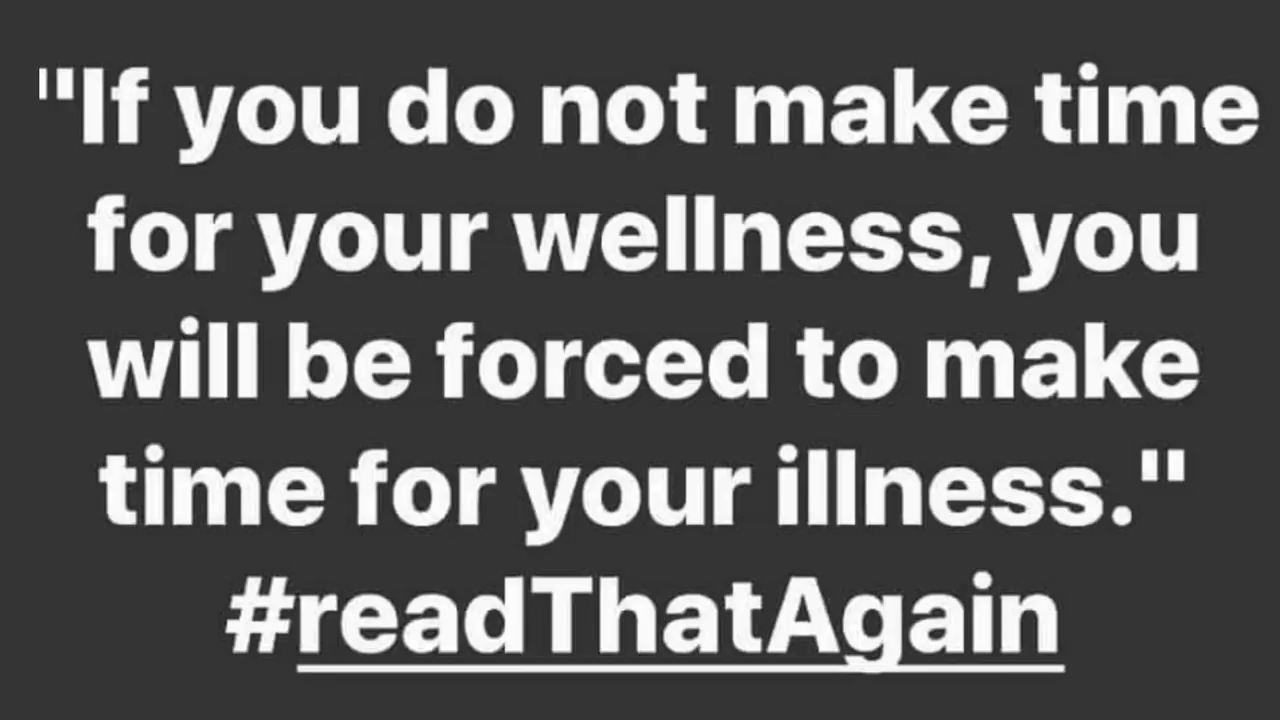 "If you do not make time
for your wellness, you
will be forced to make
time for your illness."
#readThatAgain